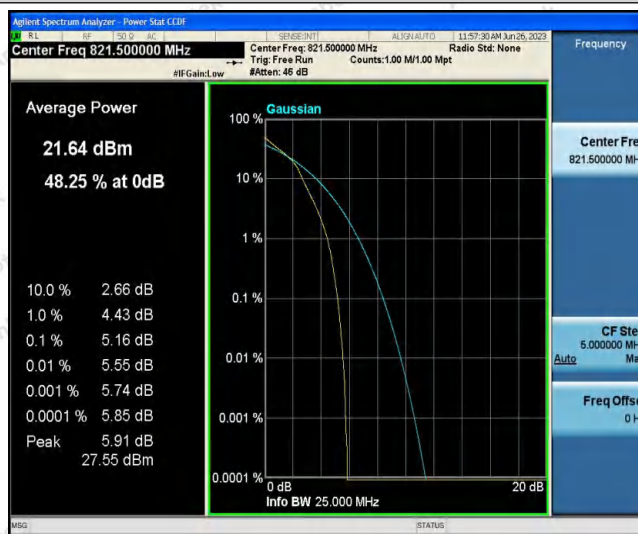 Agilent Spectrum Analyzer - Power Stat CCDF
RL RF 50 Ω AC SENSE:INT ALIGN AUTO 11:57:30 AM Jun 26, 2023
Center Freq 821.500000 MHz
Center Freq: 821.500000 MHz Radio Std: None
Trig: Free Run Counts:1.00 M/1.00 Mpt
#IFGain:Low #Atten: 46 dB
Frequency
Average Power
21.64 dBm
48.25 % at 0dB
10.0 % 2.66 dB
1.0 % 4.43 dB
0.1 % 5.16 dB
0.01 % 5.55 dB
0.001 % 5.74 dB
0.0001 % 5.85 dB
Peak 5.91 dB
27.55 dBm
Gaussian
100 %
10 %
1 %
0.1 %
0.01 %
0.001 %
0.0001 %
0 dB 20 dB
Info BW 25.000 MHz
Center Fre
821.500000 MH
CF Ste
5.000000 MH
Auto Ma
Freq Offse
0 H
MSG STATUS